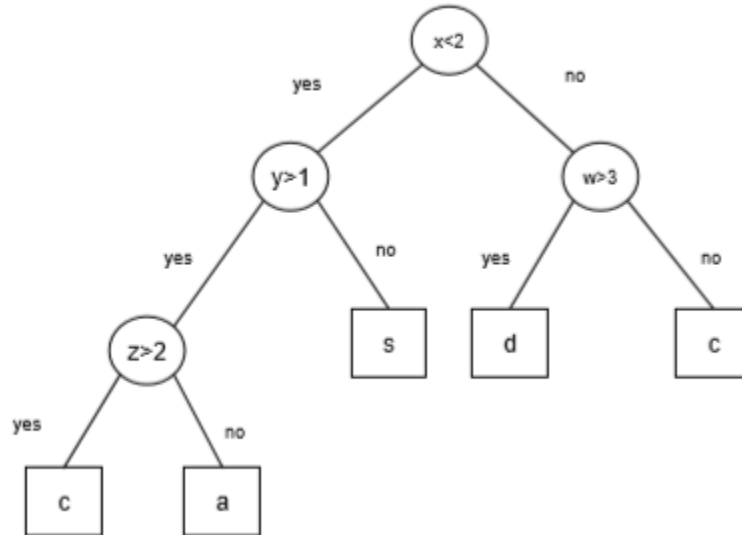 x<2
yes
no
y>1
w>3
yes
no
yes
no
z>2
s
d
c
yes
no
c
a